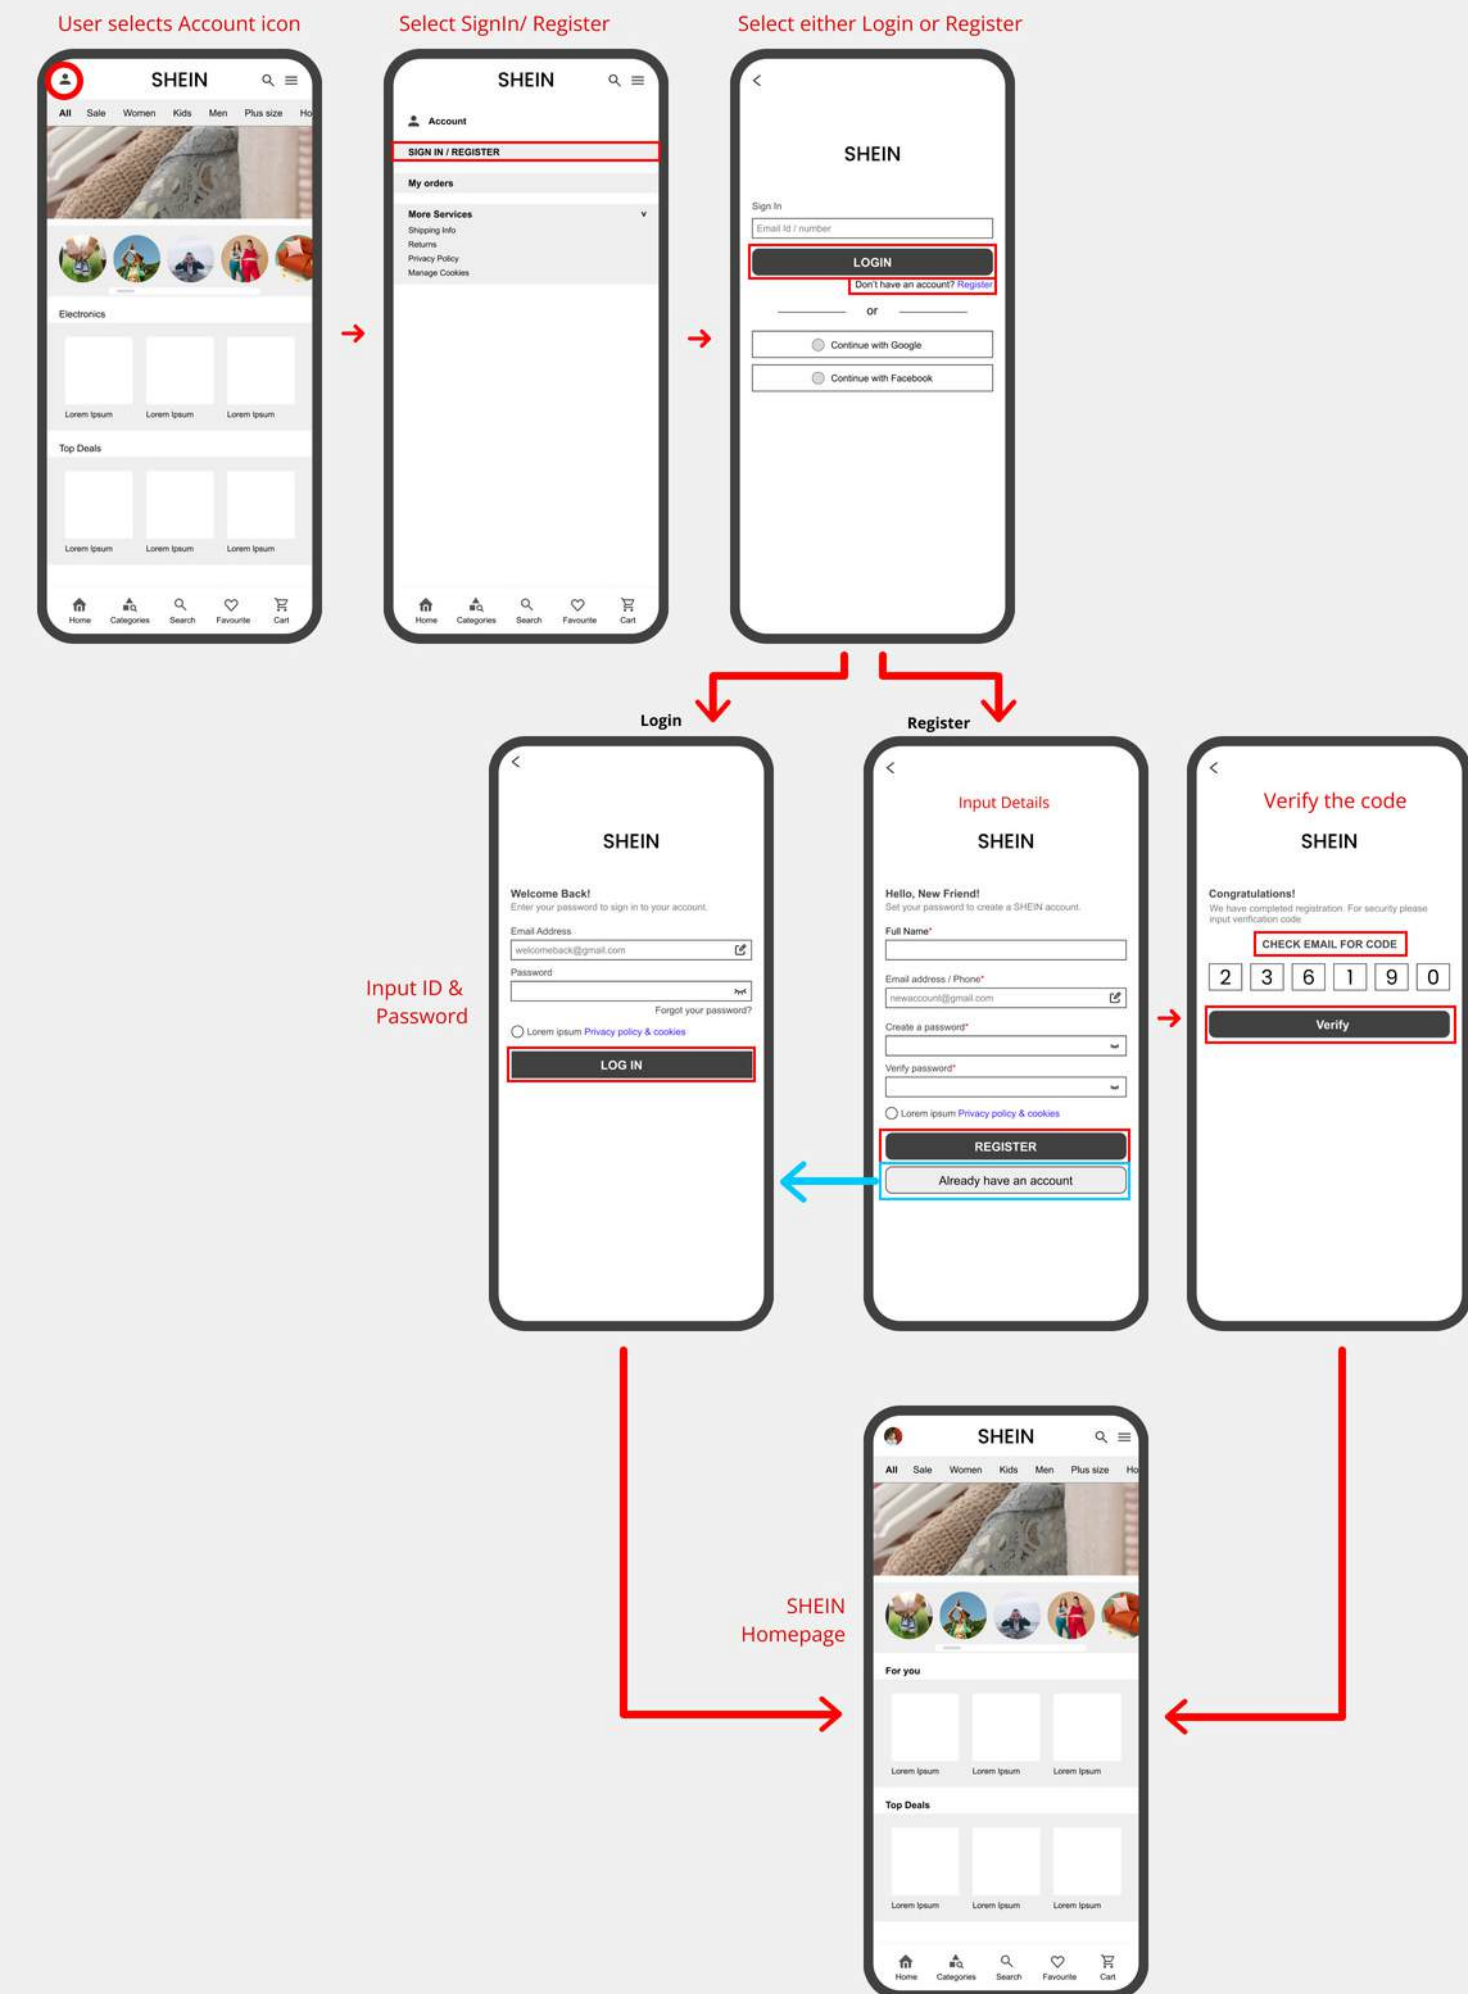 User selects Account icon
Select SignIn/ Register
Select either Login or Register
SHEIN
All Sale Women Kids Men Plus size Ho
Electronics
Lorem Ipsum Lorem Ipsum Lorem Ipsum
Top Deals
Lorem Ipsum Lorem Ipsum Lorem Ipsum
Home Categories Search Favourite Cart
SHEIN
Account
SIGN IN / REGISTER
My orders
More Services v
Shipping Info
Returns
Privacy Policy
Manage Cookies
Home Categories Search Favourite Cart
SHEIN
Sign In
Email Id / number
LOGIN
Don't have an account? Register
or
Continue with Google
Continue with Facebook
Login
Register
Input ID &
Password
SHEIN
Welcome Back!
Enter your password to sign in to your account.
Email Address
welcomeback@gmail.com
Password
Forgot your password?
Lorem ipsum Privacy policy & cookies
LOG IN
Input Details
SHEIN
Hello, New Friend!
Set your password to create a SHEIN account.
Full Name*
Email address / Phone*
newaccount@gmail.com
Create a password*
Verify password*
Lorem ipsum Privacy policy & cookies
REGISTER
Already have an account
Verify the code
SHEIN
Congratulations!
We have completed registration. For security please
input verification code
CHECK EMAIL FOR CODE
2 3 6 1 9 0
Verify
SHEIN
Homepage
SHEIN
All Sale Women Kids Men Plus size Ho
For you
Lorem Ipsum Lorem Ipsum Lorem Ipsum
Top Deals
Lorem Ipsum Lorem Ipsum Lorem Ipsum
Home Categories Search Favourite Cart